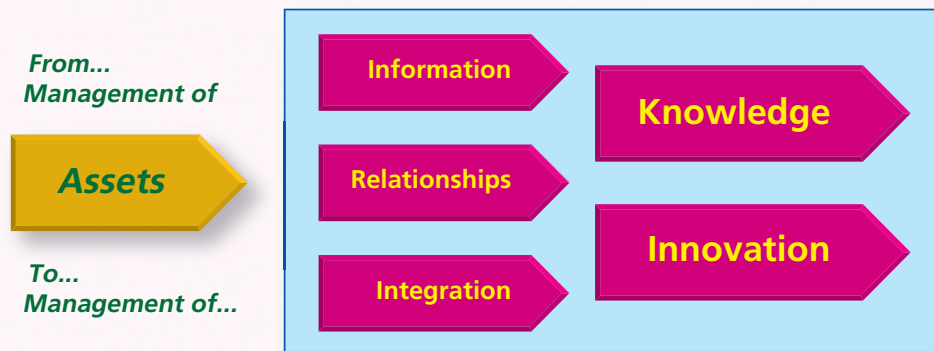 From...
Management of
Assets
To...
Management of...
Information
Relationships
Integration
Knowledge
Innovation